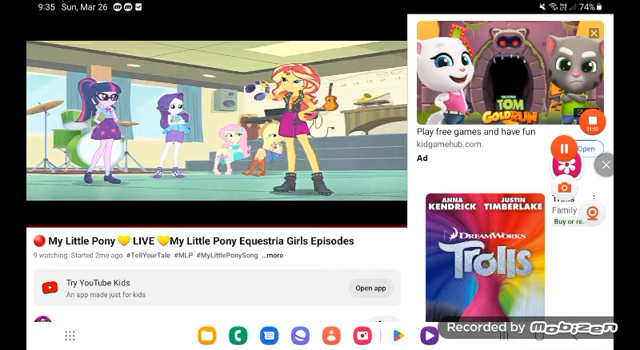 9:35 Sun, Mar 26
74%
TALKING
TOM
GOLD RUN
Play free games and have fun
kidgamehub.com
Ad
Open
ANNA KENDRICK
JUSTIN TIMBERLAKE
DREAMWORKS
Trolls
Family
Buy or re
My Little Pony LIVE My Little Pony Equestria Girls Episodes
9 watching Started 2mo ago #TellYourTale #MLP #MyLittlePonySong ...more
Try YouTube Kids
An app made just for kids
Open app
Recorded by mobizen